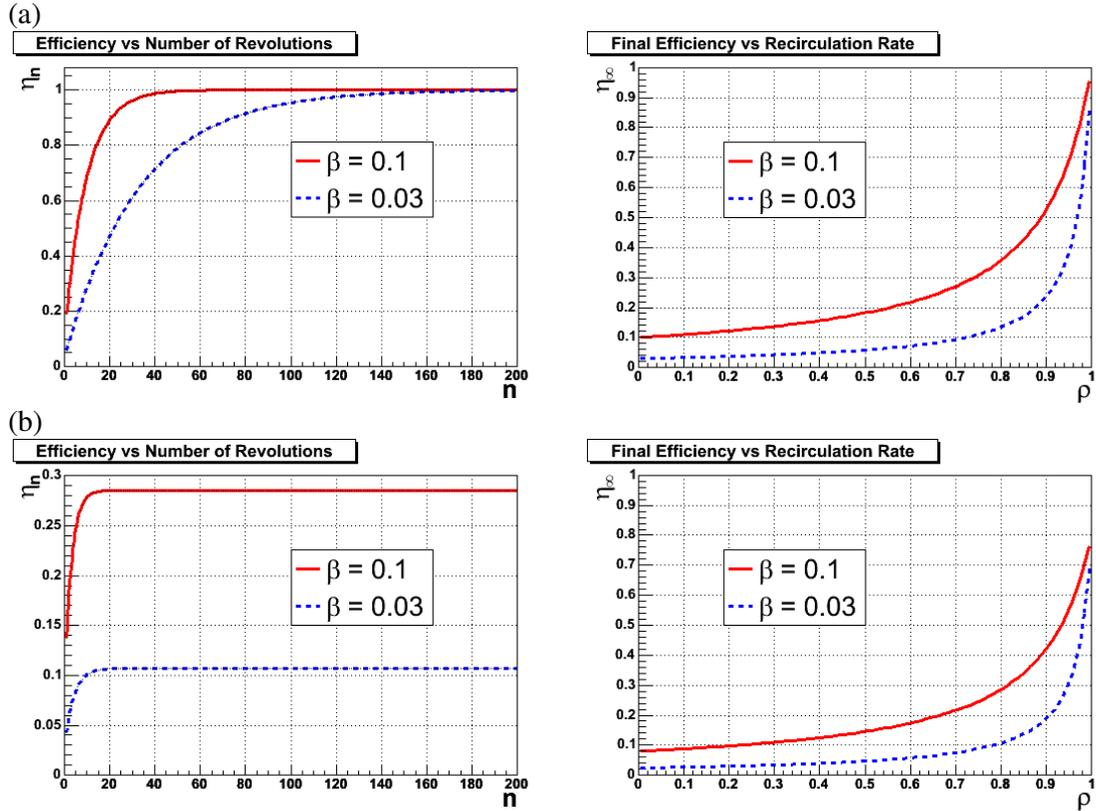 (a)
Efficiency vs Number of Revolutions
ηn
1
0.8
0.6
0.4
0.2
0
0 20 40 60 80 100 120 140 160 180 200
n
β = 0.1
β = 0.03
Final Efficiency vs Recirculation Rate
η∞
1
0.9
0.8
0.7
0.6
0.5
0.4
0.3
0.2
0.1
0
0 0.1 0.2 0.3 0.4 0.5 0.6 0.7 0.8 0.9 1
ρ
β = 0.1
β = 0.03
(b)
Efficiency vs Number of Revolutions
ηn
0.3
0.25
0.2
0.15
0.1
0.05
0
0 20 40 60 80 100 120 140 160 180 200
n
β = 0.1
β = 0.03
Final Efficiency vs Recirculation Rate
η∞
1
0.9
0.8
0.7
0.6
0.5
0.4
0.3
0.2
0.1
0
0 0.1 0.2 0.3 0.4 0.5 0.6 0.7 0.8 0.9 1
ρ
β = 0.1
β = 0.03